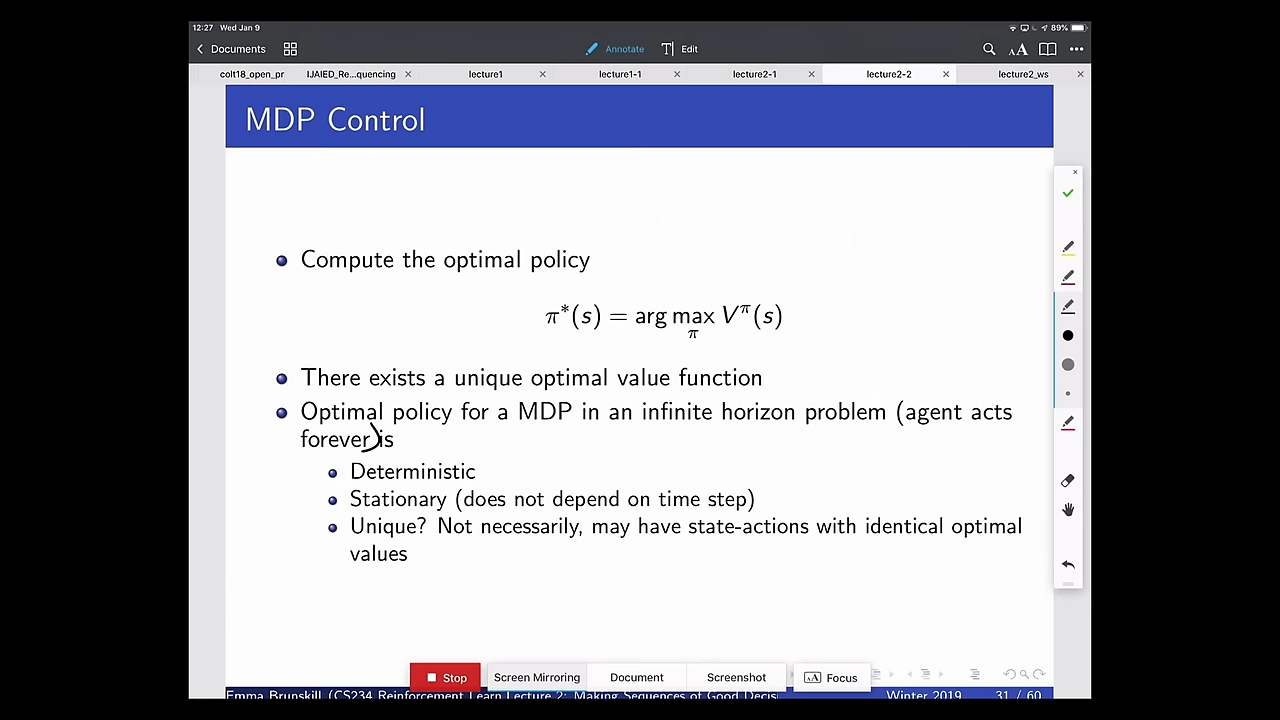 12:27 Wed Jan 9 89%
Documents Annotate Edit AA
colt18_open_pr IJAIED_Re...quencing lecture1 lecture1-1 lecture2-1 lecture2-2 lecture2_ws
MDP Control
Compute the optimal policy
π*(s) = arg max V^π(s)
π
There exists a unique optimal value function
Optimal policy for a MDP in an infinite horizon problem (agent acts
forever)is
Deterministic
Stationary (does not depend on time step)
Unique? Not necessarily, may have state-actions with identical optimal
values
Stop Screen Mirroring Document Screenshot AA Focus
Emma Brunskill (CS234 Reinforcement Learn Lecture 2: Making Sequences of Good Decis Winter 2019 31 / 60